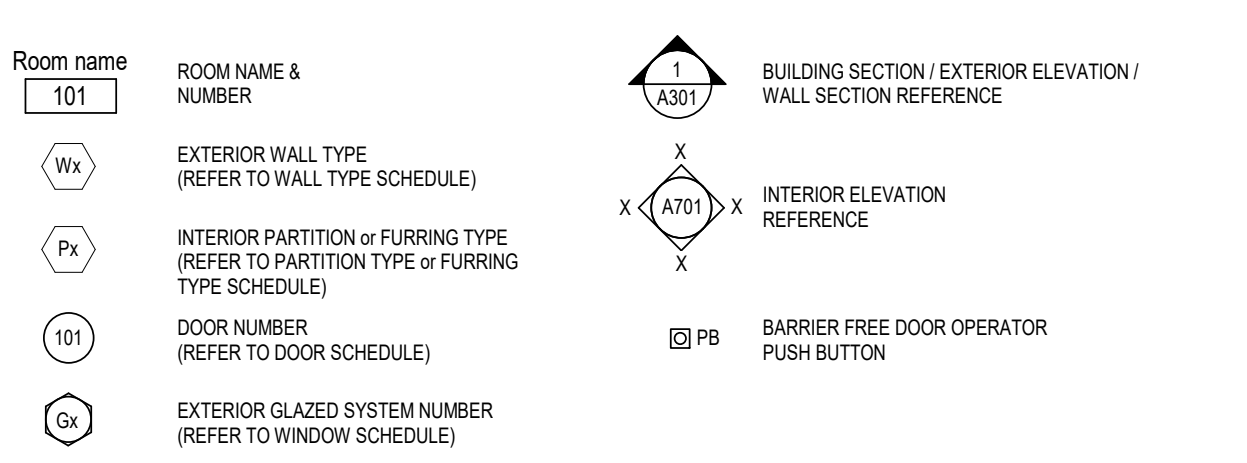 Room name
101
ROOM NAME &
NUMBER
Wx
EXTERIOR WALL TYPE
(REFER TO WALL TYPE SCHEDULE)
Px
INTERIOR PARTITION or FURRING TYPE
(REFER TO PARTITION TYPE or FURRING
TYPE SCHEDULE)
101
DOOR NUMBER
(REFER TO DOOR SCHEDULE)
Gx
EXTERIOR GLAZED SYSTEM NUMBER
(REFER TO WINDOW SCHEDULE)
1
A301
BUILDING SECTION / EXTERIOR ELEVATION /
WALL SECTION REFERENCE
X
X A701 X
X
INTERIOR ELEVATION
REFERENCE
PB
BARRIER FREE DOOR OPERATOR
PUSH BUTTON